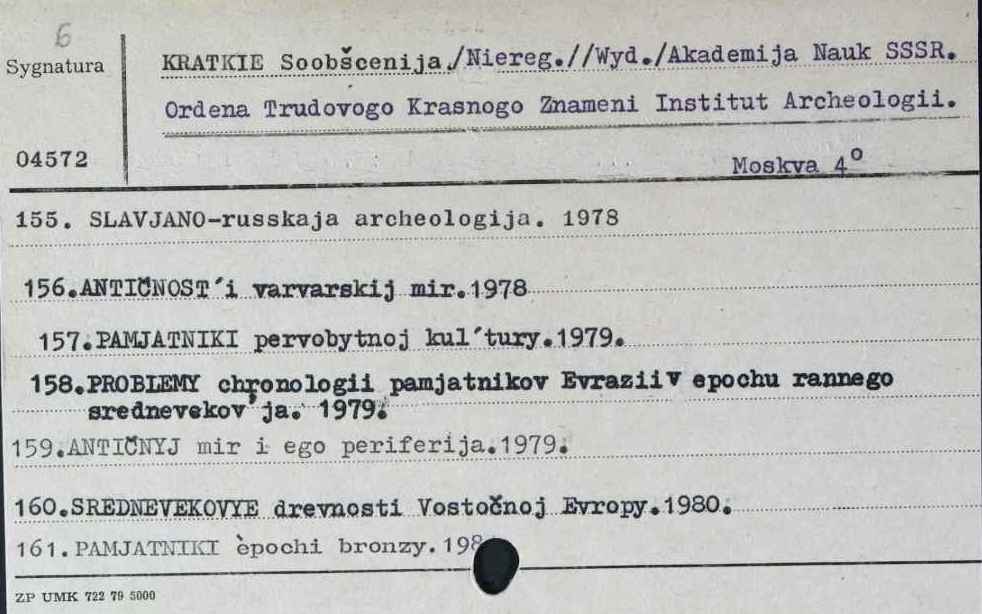 6
Sygnatura
KRATKIE Soobšcenija/Niereg.//Wyd./Akademija Nauk SSSR.
Ordena Trudovogo Krasnogo Znameni Institut Archeologii.
04572
Moskva 4°
155. SLAVJANO-russkaja archeologija. 1978
156.ANTIČNOST´i varvarskij mir.1978
157.PAMJATNIKI pervobytnoj kul´tury.1979.
158.PROBLEMY chronologii pamjatnikov Evrazii v epochu rannego
srednevekov´ja. 1979.
159.ANTIČNYJ mir i ego periferija.1979.
160.SREDNEVEKOVYE drevnosti Vostočnoj Evropy.1980.
161.PAMJATNIKI èpochi bronzy.
ZP UMK 722 79 5000